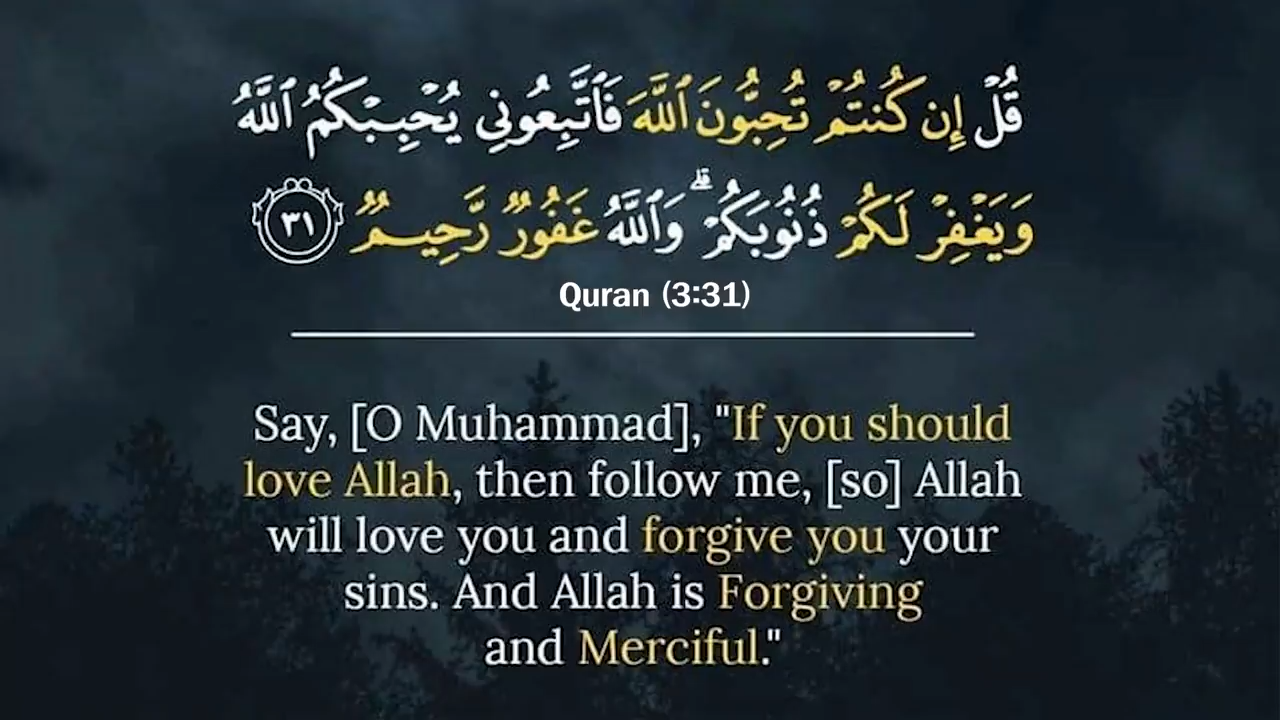 قُلْ إِن كُنتُمْ تُحِبُّونَ ٱللَّهَ فَٱتَّبِعُونِي يُحْبِبْكُمُ ٱللَّهُ
وَيَغْفِرْ لَكُمْ ذُنُوبَكُمْ ۗ وَٱللَّهُ غَفُورٌ رَّحِيمٌ ٣١
Quran (3:31)
Say, [O Muhammad], "If you should
love Allah, then follow me, [so] Allah
will love you and forgive you your
sins. And Allah is Forgiving
and Merciful."